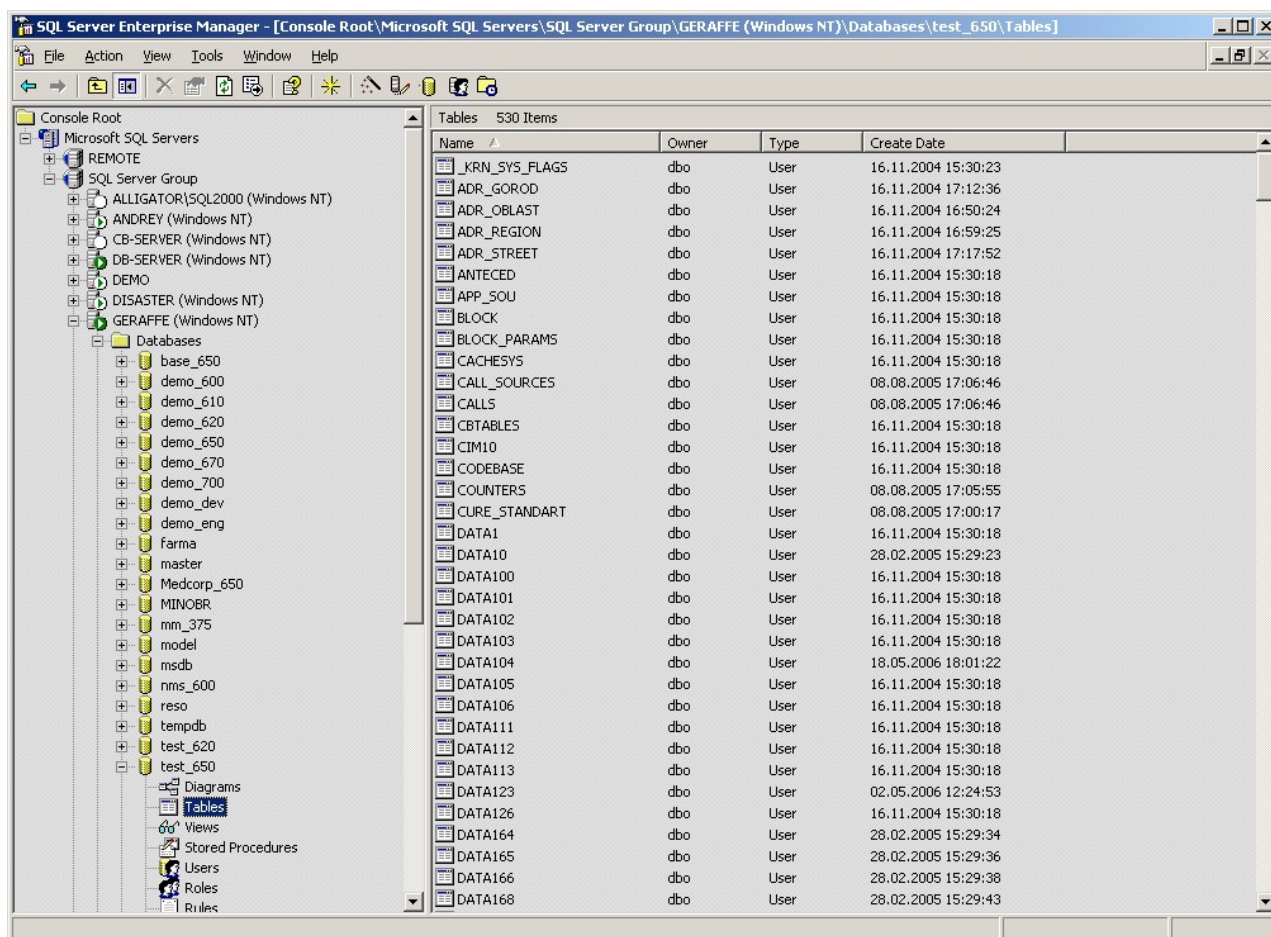 SQL Server Enterprise Manager - [Console Root\Microsoft SQL Servers\SQL Server Group\GERAFFE (Windows NT)\Databases\test_650\Tables]
File Action View Tools Window Help
Console Root
Microsoft SQL Servers
REMOTE
SQL Server Group
ALLIGATOR\SQL2000 (Windows NT)
ANDREY (Windows NT)
CB-SERVER (Windows NT)
DB-SERVER (Windows NT)
DEMO
DISASTER (Windows NT)
GERAFFE (Windows NT)
Databases
base_650
demo_600
demo_610
demo_620
demo_650
demo_670
demo_700
demo_dev
demo_eng
farma
master
Medcorp_650
MINOBR
mm_375
model
msdb
nms_600
reso
tempdb
test_620
test_650
Diagrams
Tables
Views
Stored Procedures
Users
Roles
Rules
Tables 530 Items
Name Owner Type Create Date
_KRN_SYS_FLAGS dbo User 16.11.2004 15:30:23
ADR_GOROD dbo User 16.11.2004 17:12:36
ADR_OBLAST dbo User 16.11.2004 16:50:24
ADR_REGION dbo User 16.11.2004 16:59:25
ADR_STREET dbo User 16.11.2004 17:17:52
ANTECED dbo User 16.11.2004 15:30:18
APP_SOU dbo User 16.11.2004 15:30:18
BLOCK dbo User 16.11.2004 15:30:18
BLOCK_PARAMS dbo User 16.11.2004 15:30:18
CACHESYS dbo User 16.11.2004 15:30:18
CALL_SOURCES dbo User 08.08.2005 17:06:46
CALLS dbo User 08.08.2005 17:06:46
CBTABLES dbo User 16.11.2004 15:30:18
CIM10 dbo User 16.11.2004 15:30:18
CODEBASE dbo User 16.11.2004 15:30:18
COUNTERS dbo User 08.08.2005 17:05:55
CURE_STANDART dbo User 08.08.2005 17:00:17
DATA1 dbo User 16.11.2004 15:30:18
DATA10 dbo User 28.02.2005 15:29:23
DATA100 dbo User 16.11.2004 15:30:18
DATA101 dbo User 16.11.2004 15:30:18
DATA102 dbo User 16.11.2004 15:30:18
DATA103 dbo User 16.11.2004 15:30:18
DATA104 dbo User 18.05.2006 18:01:22
DATA105 dbo User 16.11.2004 15:30:18
DATA106 dbo User 16.11.2004 15:30:18
DATA111 dbo User 16.11.2004 15:30:18
DATA112 dbo User 16.11.2004 15:30:18
DATA113 dbo User 16.11.2004 15:30:18
DATA123 dbo User 02.05.2006 12:24:53
DATA126 dbo User 16.11.2004 15:30:18
DATA164 dbo User 28.02.2005 15:29:34
DATA165 dbo User 28.02.2005 15:29:36
DATA166 dbo User 28.02.2005 15:29:38
DATA168 dbo User 28.02.2005 15:29:43